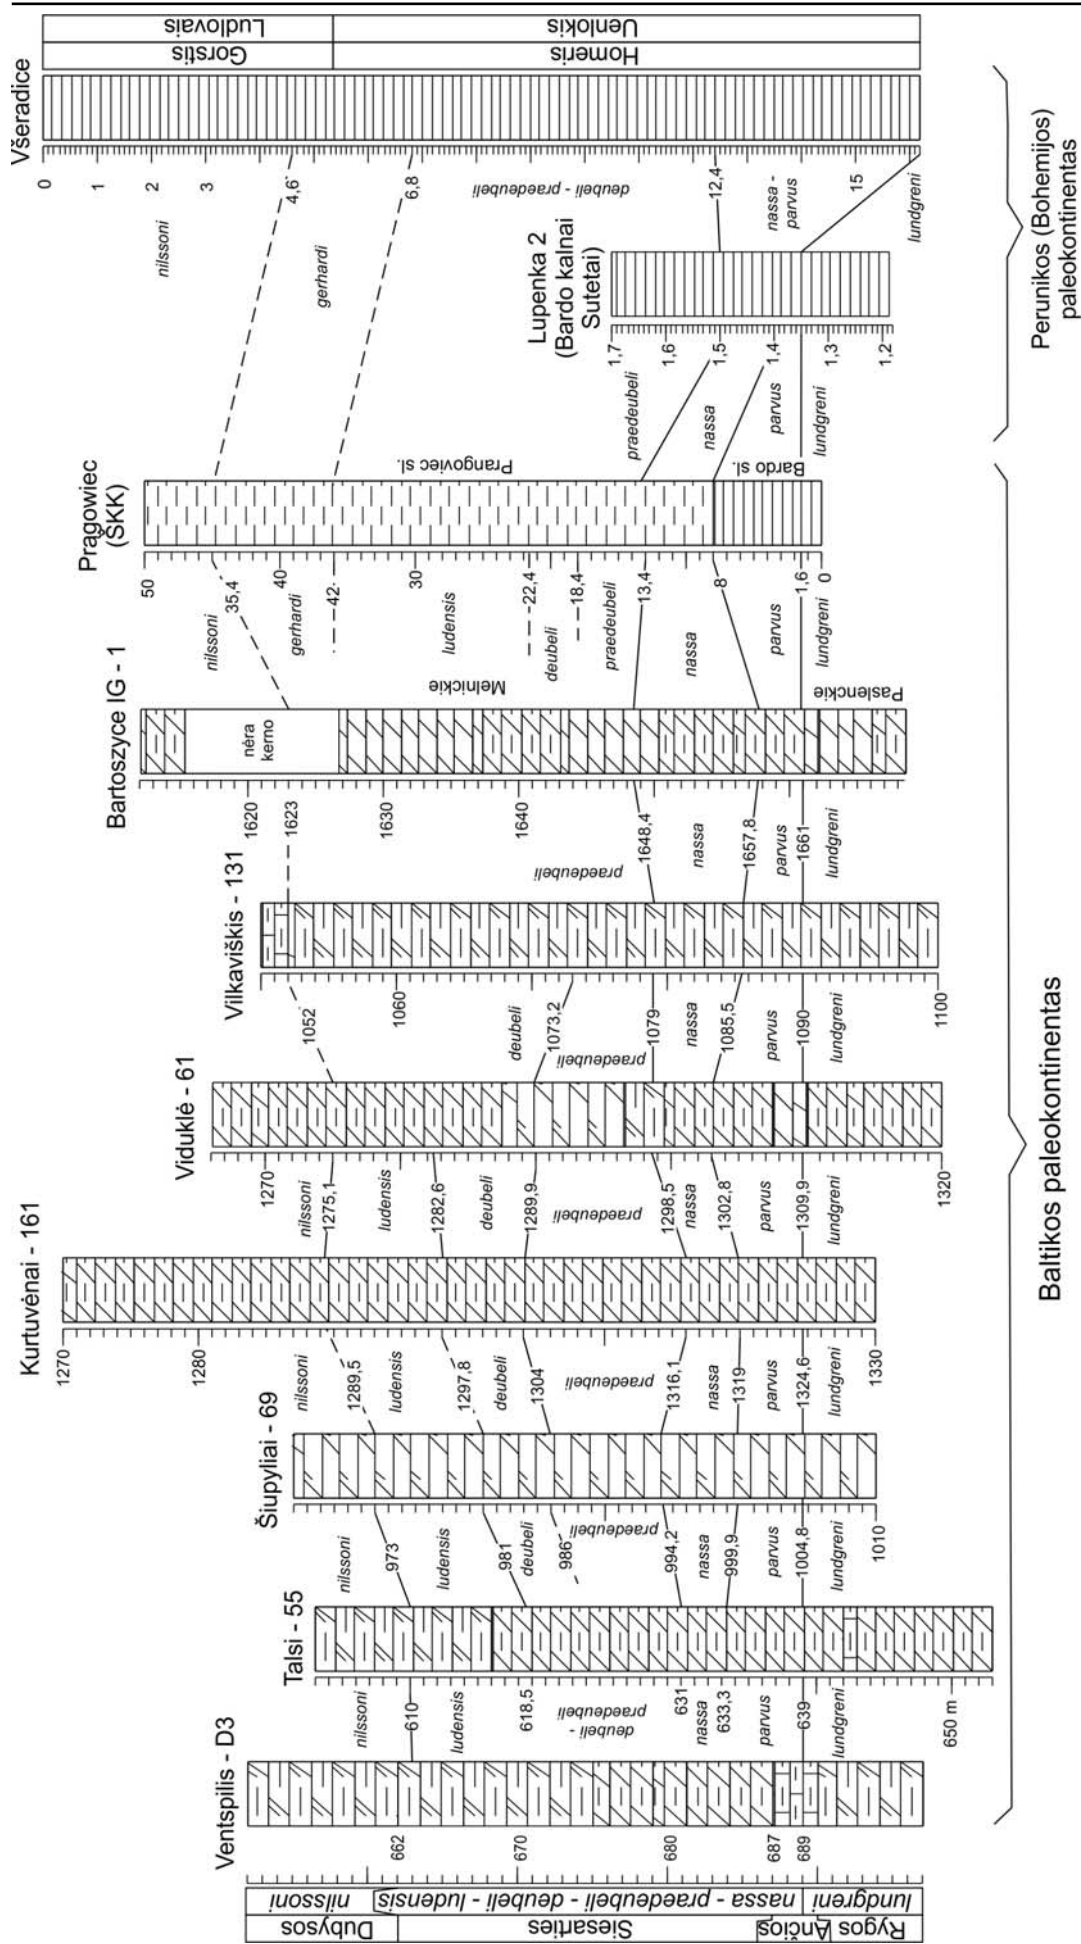 Ludlovais
Uenlokis
Gorstis
Homeris
Všeradice
0
1
2
3
4,6
6,8
12,4
15
nilssoni
gerhardi
deubeli - praedeubeli
nassa -
parvus
lundgreni
Lupenka 2
(Bardo kalnai
Sutetai)
1,7
1,6
1,5
1,4
1,3
1,2
praedeubeli
nassa
parvus
lundgreni
Perunikos (Bohemijos)
paleokontinentas
Prągowiec
(ŠKK)
Prangoviec sl.
Bardo sl.
50
35,4
40
42
30
22,4
18,4
13,4
8
1,6
0
nilssoni
gerhardi
ludensis
deubeli
praedeubeli
nassa
parvus
lundgreni
Bartoszyce IG - 1
nėra
kerno
Melnickie
Paslenckie
1620
1623
1630
1640
1648,4
1657,8
1661
praedeubeli
nassa
parvus
lundgreni
Vilkaviškis - 131
1052
1060
1073,2
1079
1085,5
1090
1100
deubeli
praedeubeli
nassa
parvus
lundgreni
Viduklė - 61
1270
1275,1
1282,6
1289,9
1298,5
1302,8
1309,9
1320
nilssoni
ludensis
deubeli
praedeubeli
nassa
parvus
lundgreni
Kurtuvėnai - 161
1270
1280
1289,5
1297,8
1304
1316,1
1319
1324,6
1330
nilssoni
ludensis
deubeli
praedeubeli
nassa
parvus
lundgreni
Šiupyliai - 69
973
981
986
994,2
999,9
1004,8
1010
nilssoni
ludensis
deubeli
praedeubeli
nassa
parvus
lundgreni
Talsi - 55
610
618,5
631
633,3
639
650 m
nilssoni
ludensis
deubeli -
praedeubeli
nassa
parvus
lundgreni
Ventspilis - D3
662
670
680
687
689
nilssoni
nassa - praedeubeli - deubeli - ludensis
lundgreni
Dubysos
Siesarties
Ančios
Rygos
Baltikos paleokontinentas